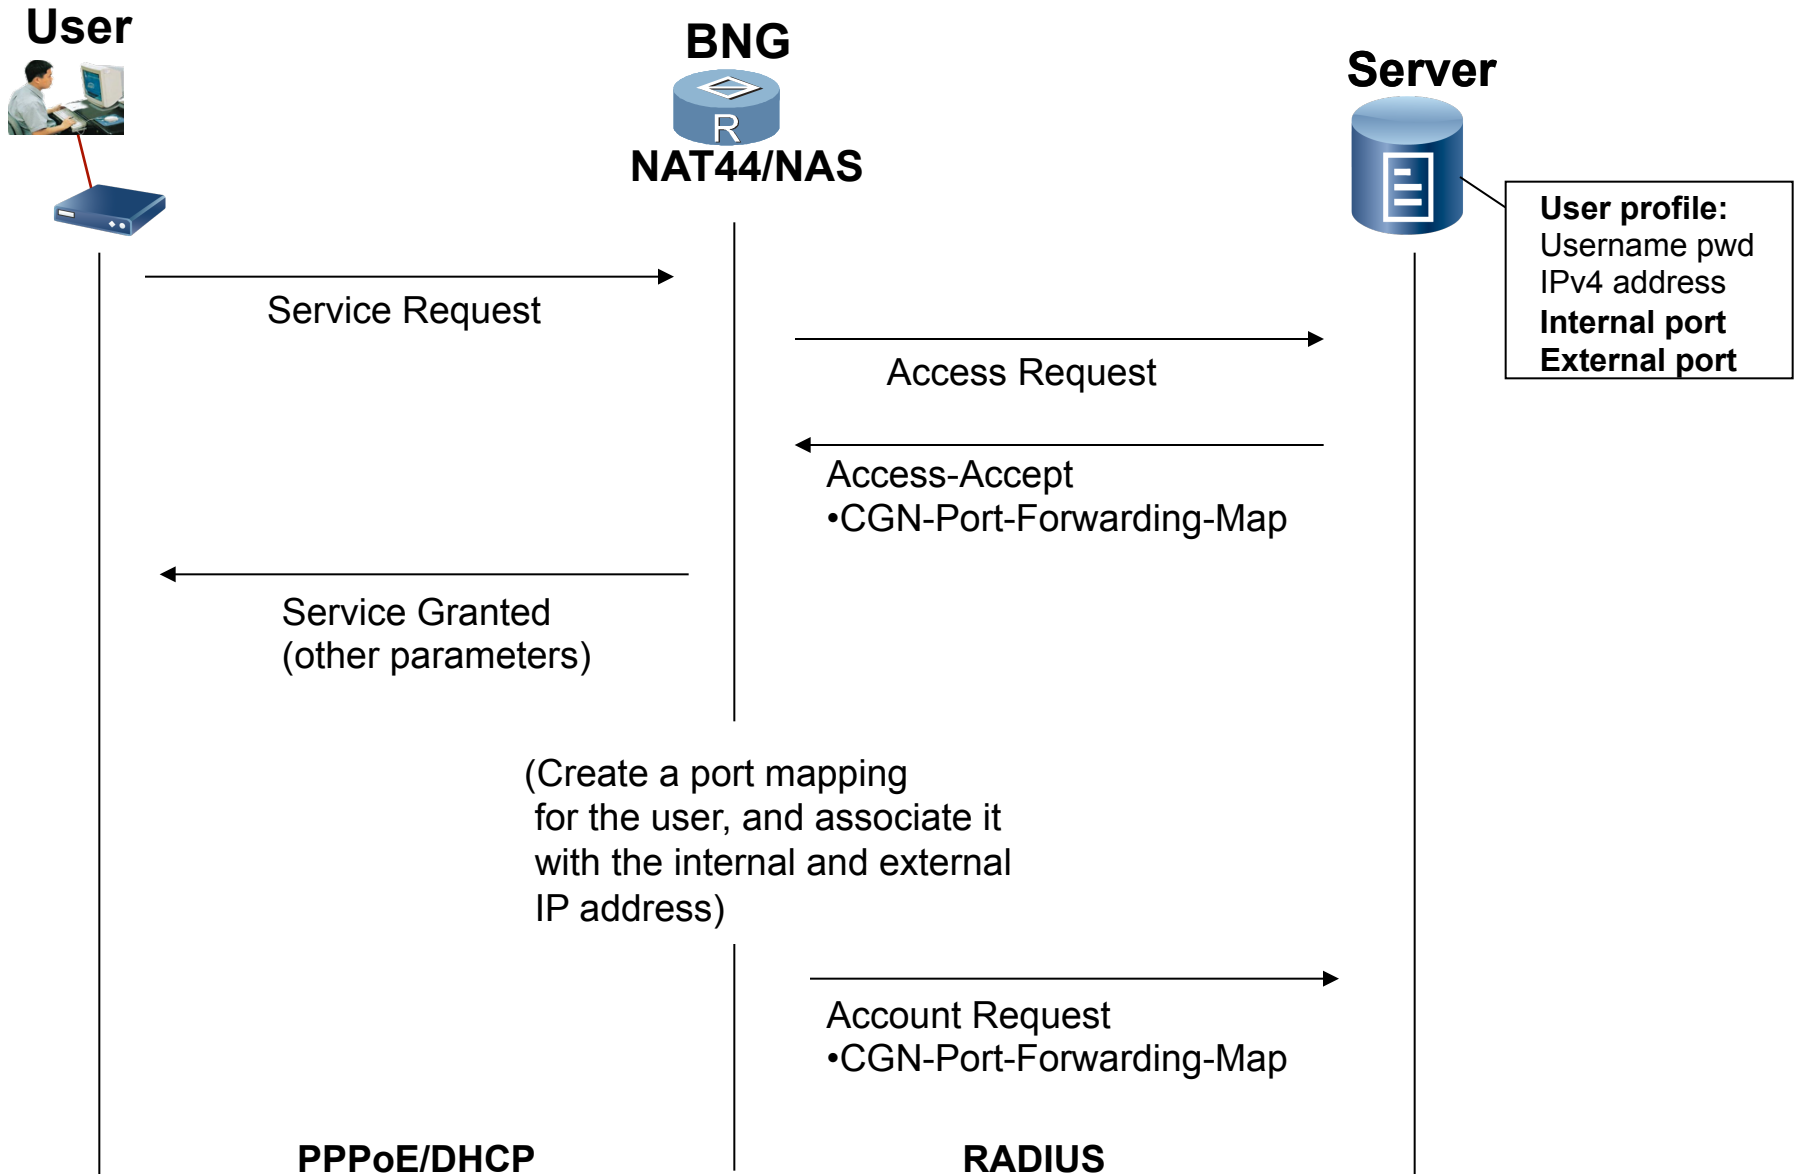 User
BNG
R
NAT44/NAS
Server
User profile:
Username pwd
IPv4 address
Internal port
External port
Service Request
Access Request
Access-Accept
•CGN-Port-Forwarding-Map
Service Granted
(other parameters)
(Create a port mapping
for the user, and associate it
with the internal and external
IP address)
Account Request
•CGN-Port-Forwarding-Map
PPPoE/DHCP
RADIUS